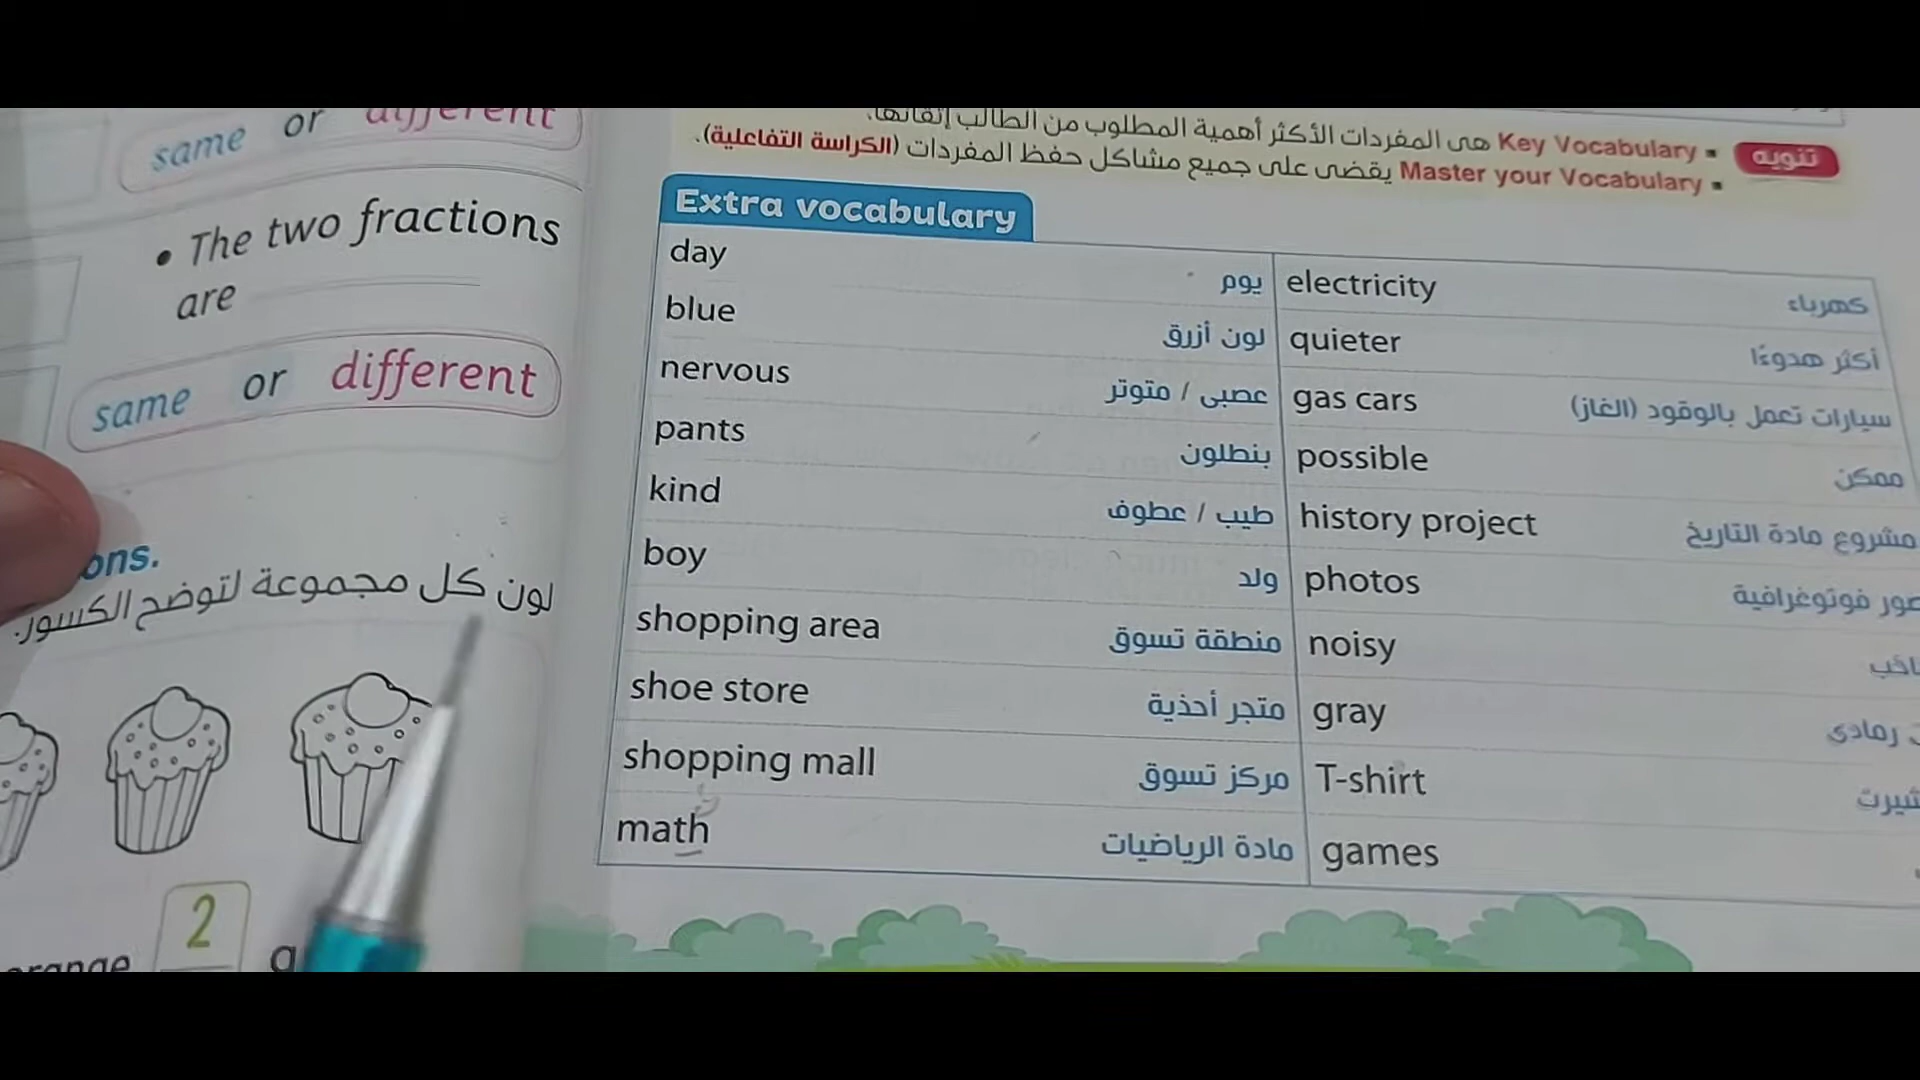 same or different
• The two fractions
are
same or different
ons.
لون كل مجموعة لتوضح الكسور.
2
orange
تنويه
▪ Key Vocabulary هى المفردات الأكثر أهمية المطلوب من الطالب إتقانها.
▪ Master your Vocabulary يقضى على جميع مشاكل حفظ المفردات (الكراسة التفاعلية).
Extra vocabulary
day يوم electricity كهرباء
blue لون أزرق quieter أكثر هدوءًا
nervous عصبى / متوتر gas cars سيارات تعمل بالوقود (الغاز)
pants بنطلون possible ممكن
kind طيب / عطوف history project مشروع مادة التاريخ
boy ولد photos فوتوغرافية
shopping area منطقة تسوق noisy
shoe store متجر أحذية gray رمادى
shopping mall مركز تسوق T-shirt
math مادة الرياضيات games